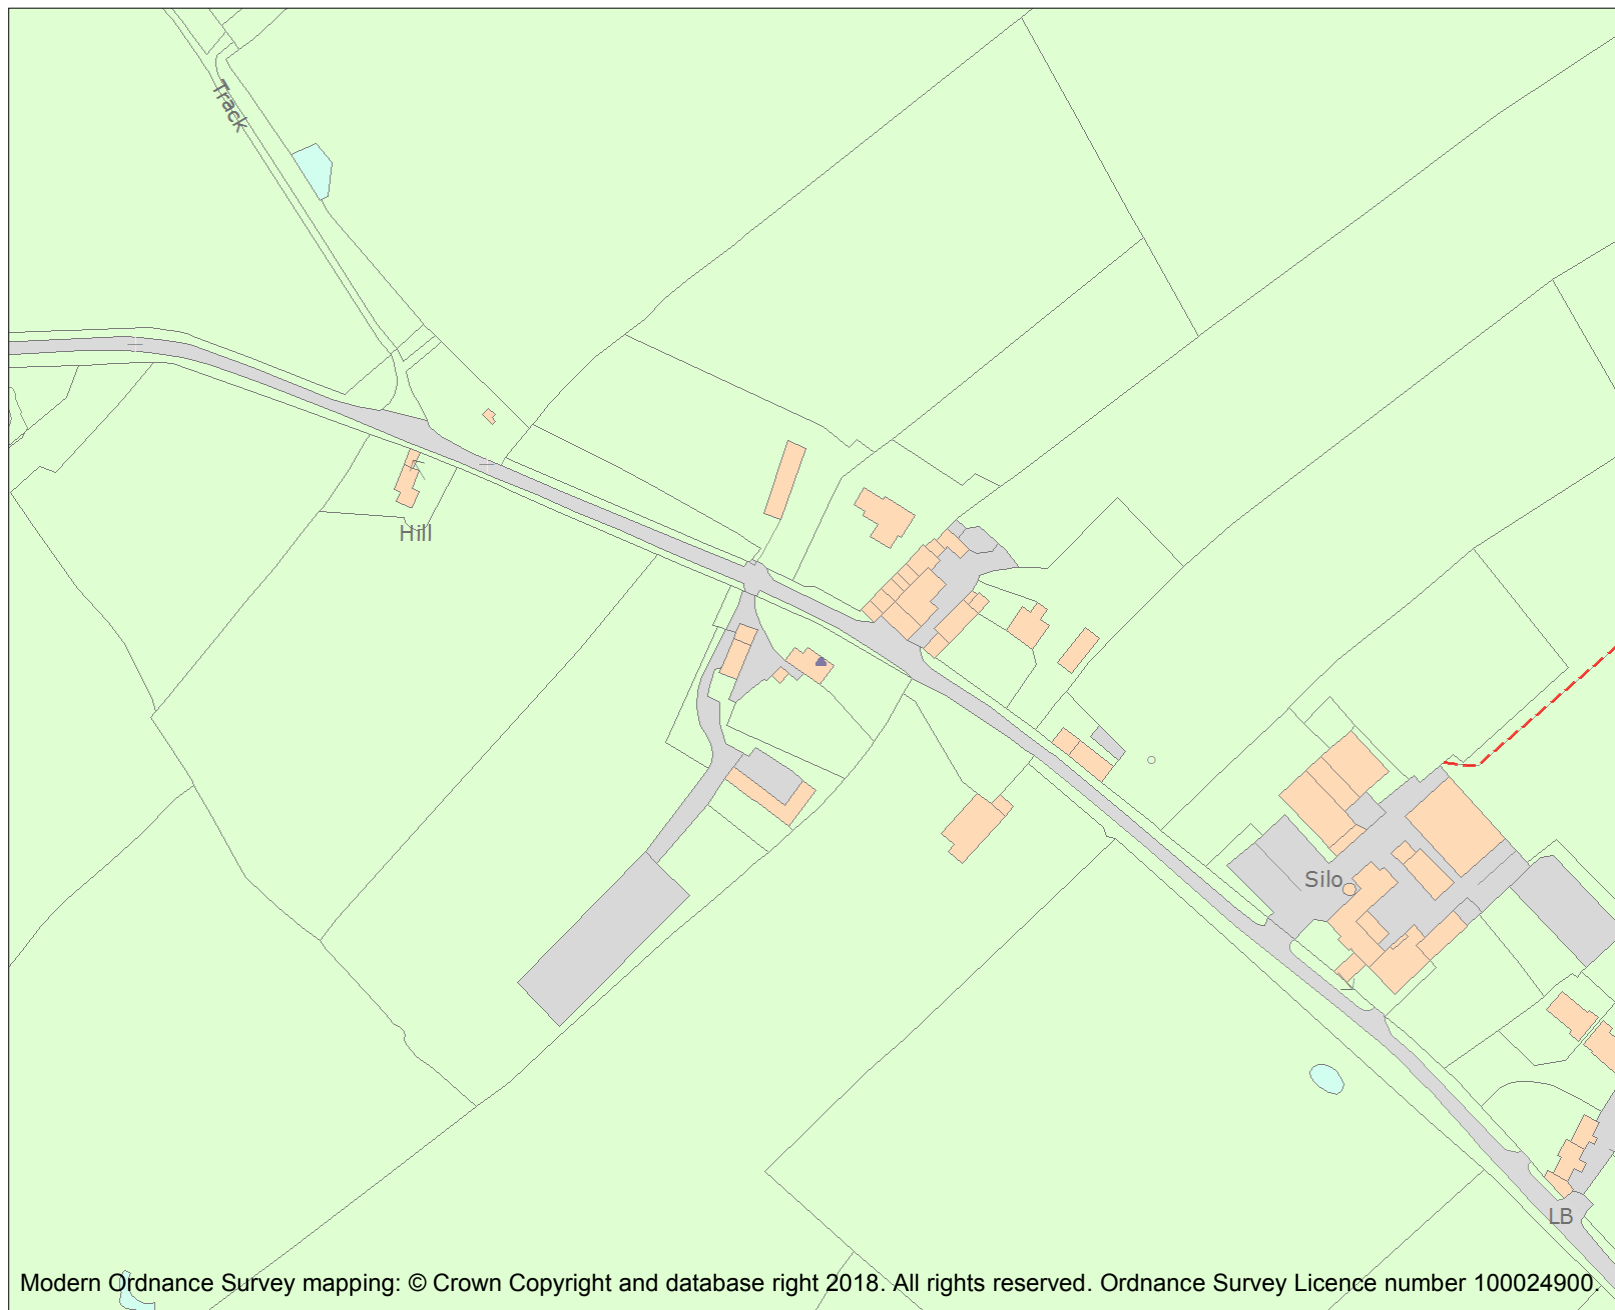 Track
Hill
Silo
LB
Modern Ordnance Survey mapping: © Crown Copyright and database right 2018. All rights reserved. Ordnance Survey Licence number 100024900.